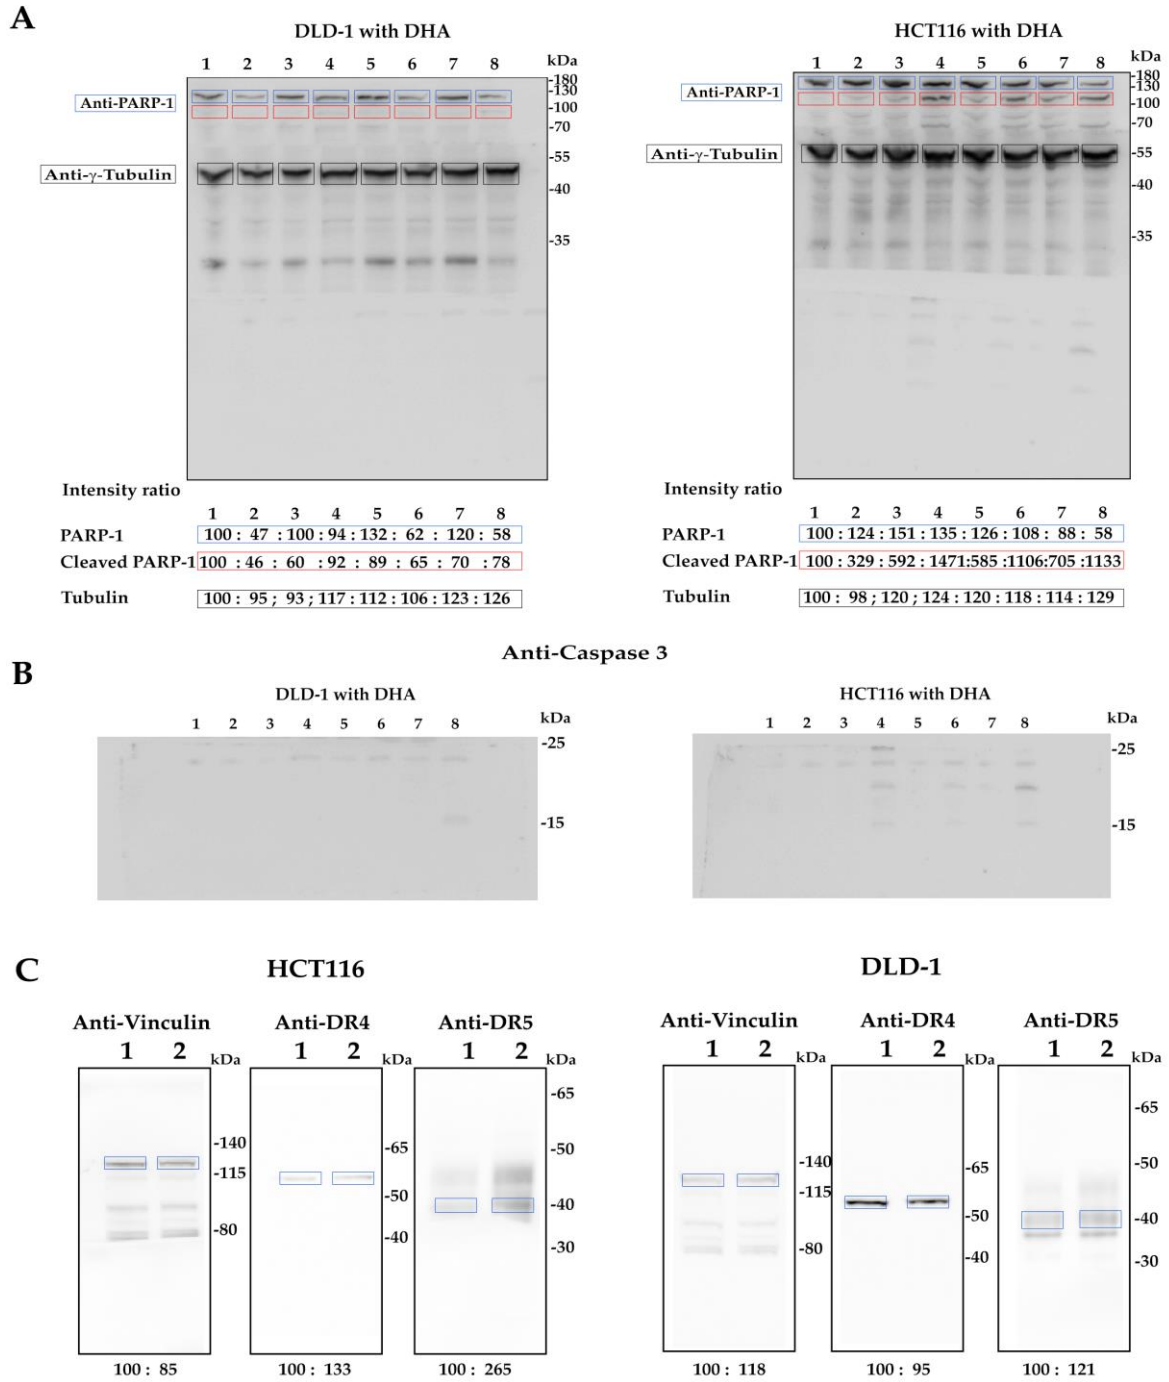 A
DLD-1 with DHA
1 2 3 4 5 6 7 8
kDa
-180
-130
-100
-70
-55
-40
-35
Anti-PARP-1
Anti-γ-Tubulin
Intensity ratio
1 2 3 4 5 6 7 8
PARP-1 100 : 47 : 100 : 94 : 132 : 62 : 120 : 58
Cleaved PARP-1 100 : 46 : 60 : 92 : 89 : 65 : 70 : 78
Tubulin 100 : 95 ; 93 ; 117 : 112 : 106 : 123 : 126
HCT116 with DHA
1 2 3 4 5 6 7 8
kDa
-180
-130
-100
-70
-55
-40
-35
Anti-PARP-1
Anti-γ-Tubulin
Intensity ratio
1 2 3 4 5 6 7 8
PARP-1 100 : 124 : 151 : 135 : 126 : 108 : 88 : 58
Cleaved PARP-1 100 : 329 : 592 : 1471:585 :1106:705 :1133
Tubulin 100 : 98 ; 120 ; 124 : 120 : 118 : 114 : 129
Anti-Caspase 3
B
DLD-1 with DHA
1 2 3 4 5 6 7 8
kDa
-25
-15
HCT116 with DHA
1 2 3 4 5 6 7 8
kDa
-25
-15
C
HCT116
Anti-Vinculin
1 2
kDa
-140
-115
-80
100 : 85
Anti-DR4
1 2
kDa
-65
-50
-40
100 : 133
Anti-DR5
1 2
kDa
-65
-50
-40
-30
100 : 265
DLD-1
Anti-Vinculin
1 2
kDa
-140
-115
-80
100 : 118
Anti-DR4
1 2
kDa
-65
-50
-40
100 : 95
Anti-DR5
1 2
kDa
-65
-50
-40
-30
100 : 121